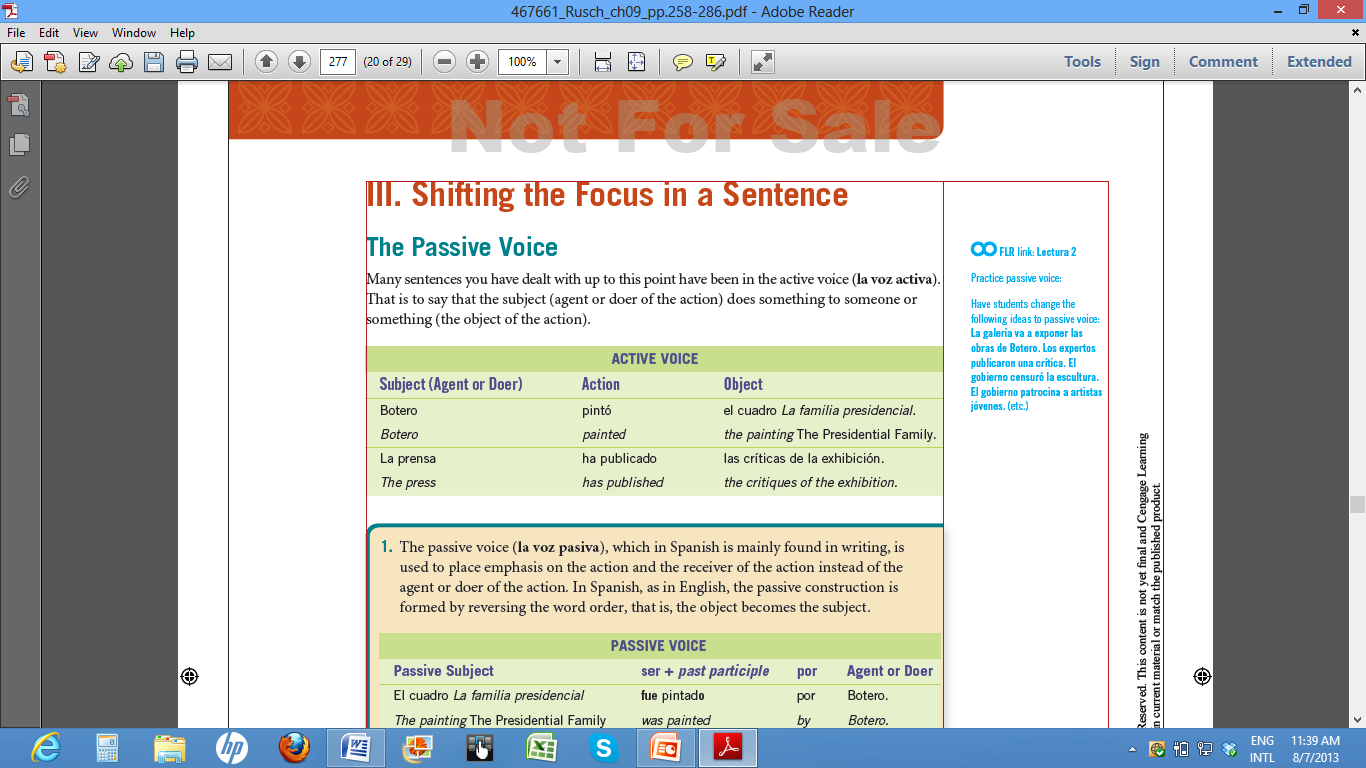 467661_Rusch_ch09_pp.258-286.pdf - Adobe Reader
File Edit View Window Help
277 (20 of 29) 100% Tools Sign Comment Extended
Not For Sale
III. Shifting the Focus in a Sentence
The Passive Voice
Many sentences you have dealt with up to this point have been in the active voice (la voz activa).
That is to say that the subject (agent or doer of the action) does something to someone or
something (the object of the action).
ACTIVE VOICE
Subject (Agent or Doer) Action Object
Botero pintó el cuadro La familia presidencial.
Botero painted the painting The Presidential Family.
La prensa ha publicado las críticas de la exhibición.
The press has published the critiques of the exhibition.
1. The passive voice (la voz pasiva), which in Spanish is mainly found in writing, is
used to place emphasis on the action and the receiver of the action instead of the
agent or doer of the action. In Spanish, as in English, the passive construction is
formed by reversing the word order, that is, the object becomes the subject.
PASSIVE VOICE
Passive Subject ser + past participle por Agent or Doer
El cuadro La familia presidencial fue pintado por Botero.
The painting The Presidential Family was painted by Botero.
FLR link: Lectura 2
Practice passive voice:
Have students change the
following ideas to passive voice:
La galería va a exponer las
obras de Botero. Los expertos
publicaron una crítica. El
gobierno censuró la escultura.
El gobierno patrocina a artistas
jóvenes. (etc.)
Reserved. This content is not yet final and Cengage Learning
current material or match the published product.
ENG 11:39 AM
INTL 8/7/2013